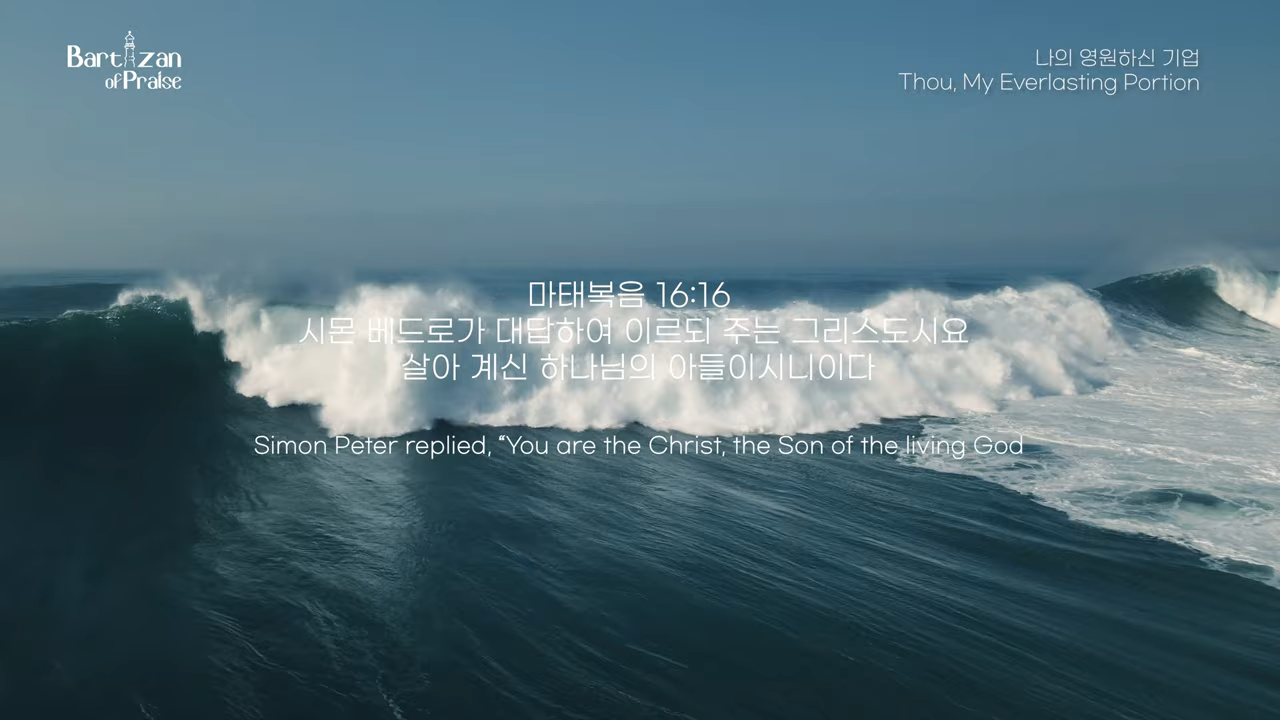 Bartizan
of Praise
나의 영원하신 기업
Thou, My Everlasting Portion
마태복음 16:16
시몬 베드로가 대답하여 이르되 주는 그리스도시요
살아 계신 하나님의 아들이시니이다
Simon Peter replied, “You are the Christ, the Son of the living God